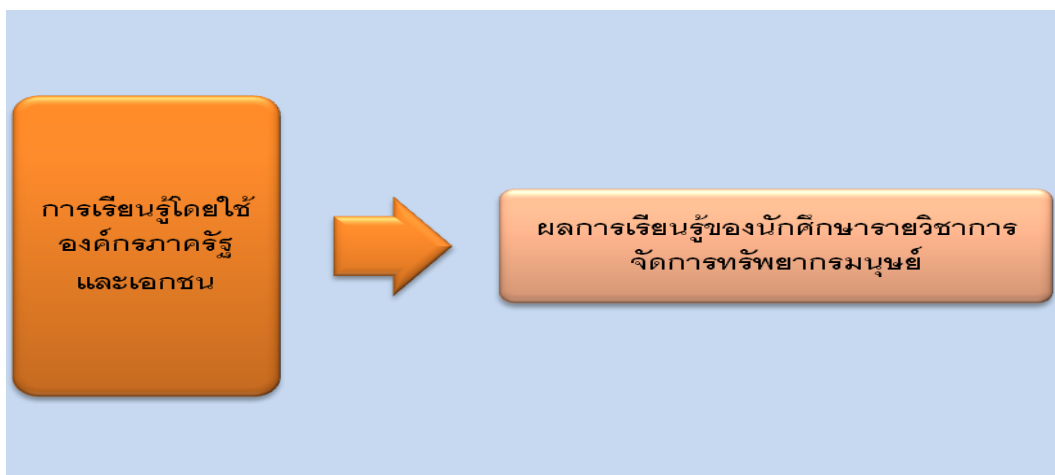 การเรียนรู้โดยใช้
องค์กรภาครัฐ
และเอกชน
ผลการเรียนรู้ของนักศึกษารายวิชาการ
จัดการทรัพยากรมนุษย์